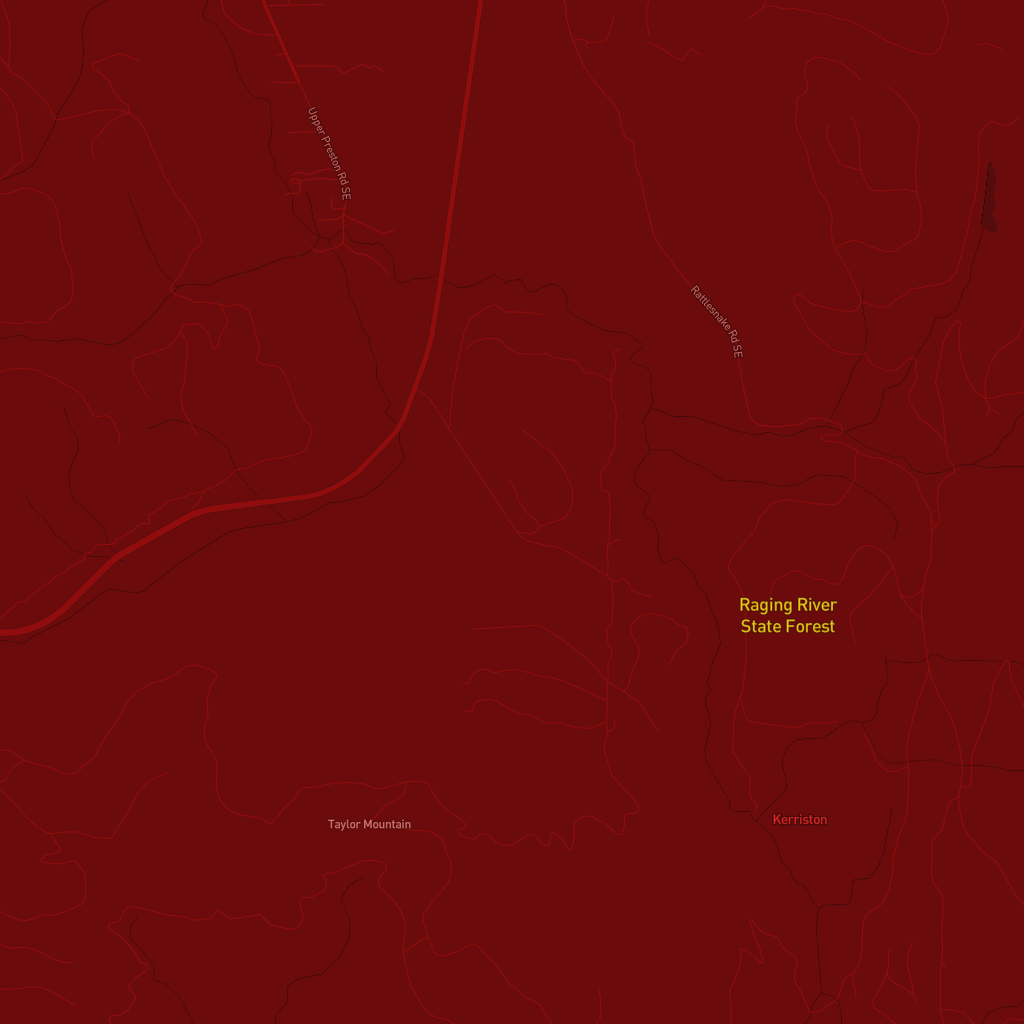 Upper Preston Rd SE
Rattlesnake Rd SE
Raging River
State Forest
Taylor Mountain
Kerriston